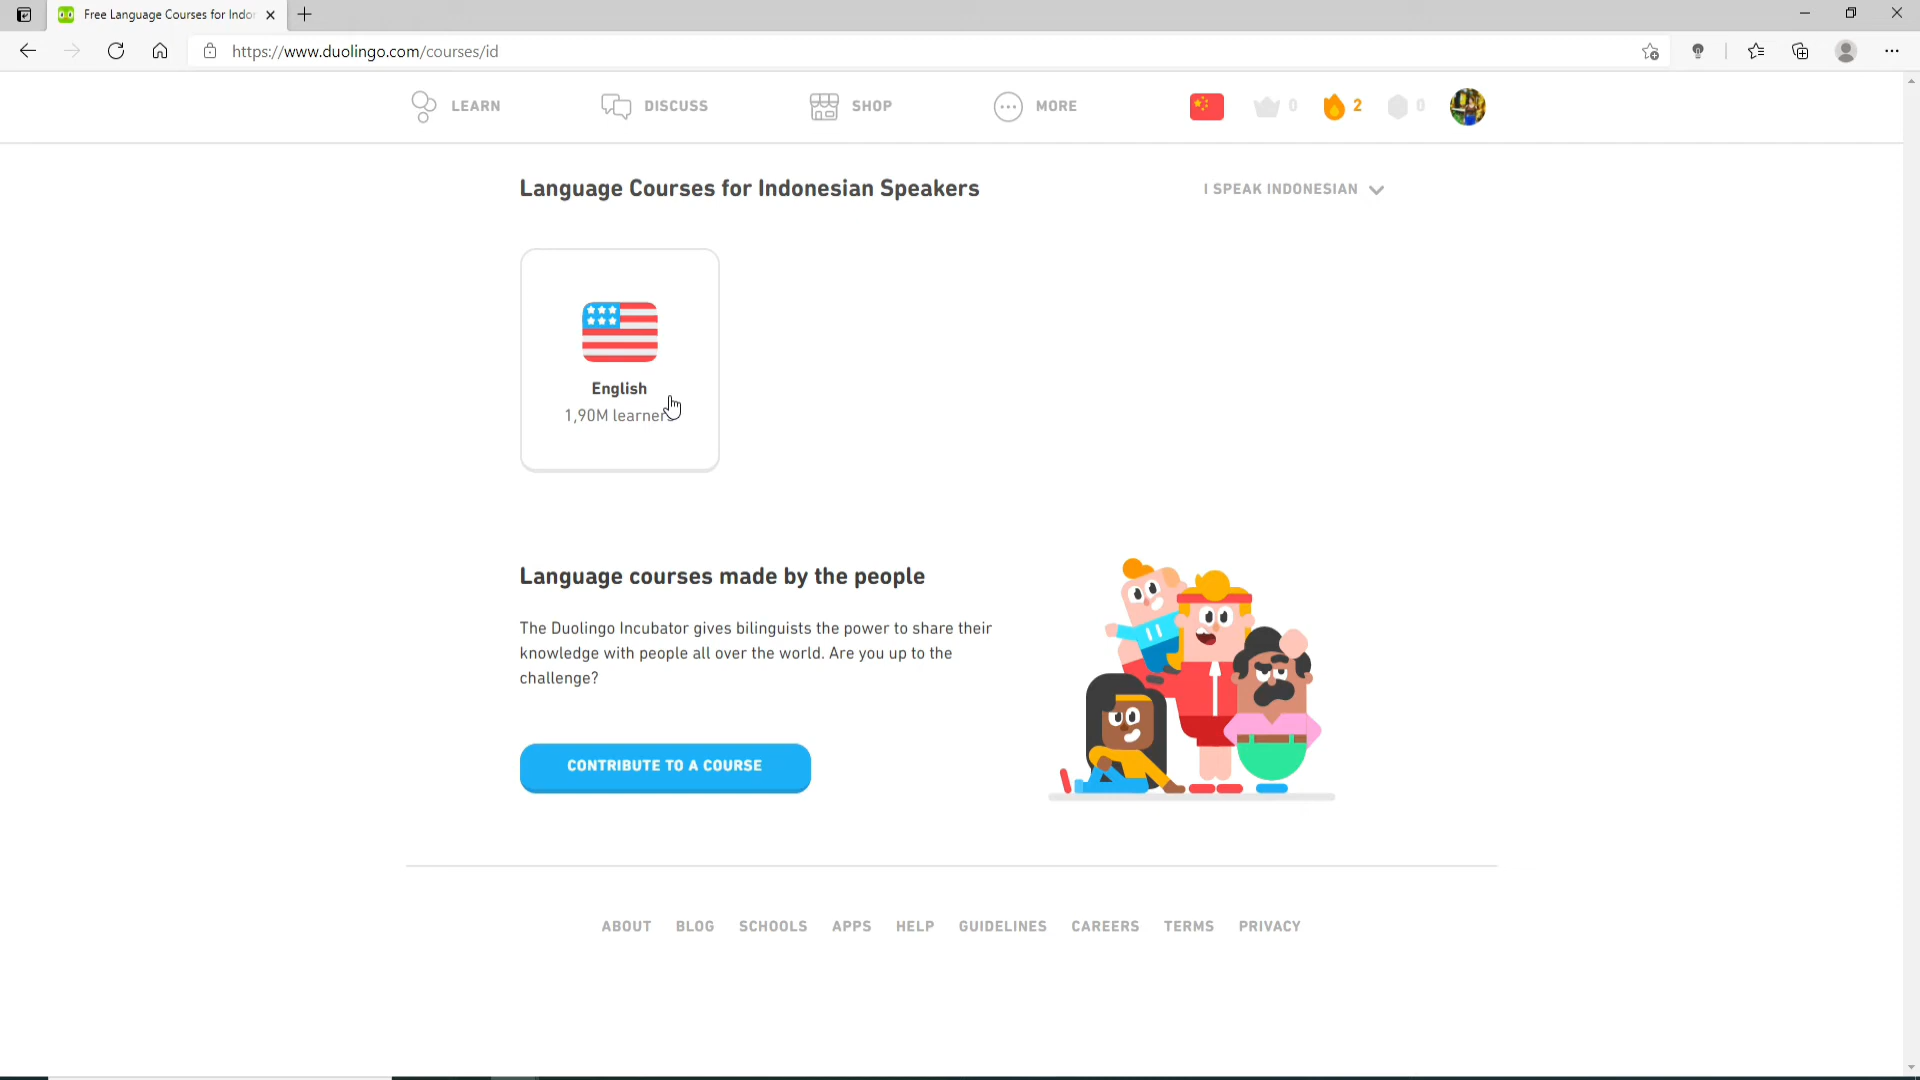 Free Language Courses for Indo
https://www.duolingo.com/courses/id
LEARN
DISCUSS
SHOP
MORE
0
2
0
Language Courses for Indonesian Speakers
I SPEAK INDONESIAN
English
1,90M learners
Language courses made by the people
The Duolingo Incubator gives bilinguists the power to share their
knowledge with people all over the world. Are you up to the
challenge?
CONTRIBUTE TO A COURSE
ABOUT BLOG SCHOOLS APPS HELP GUIDELINES CAREERS TERMS PRIVACY